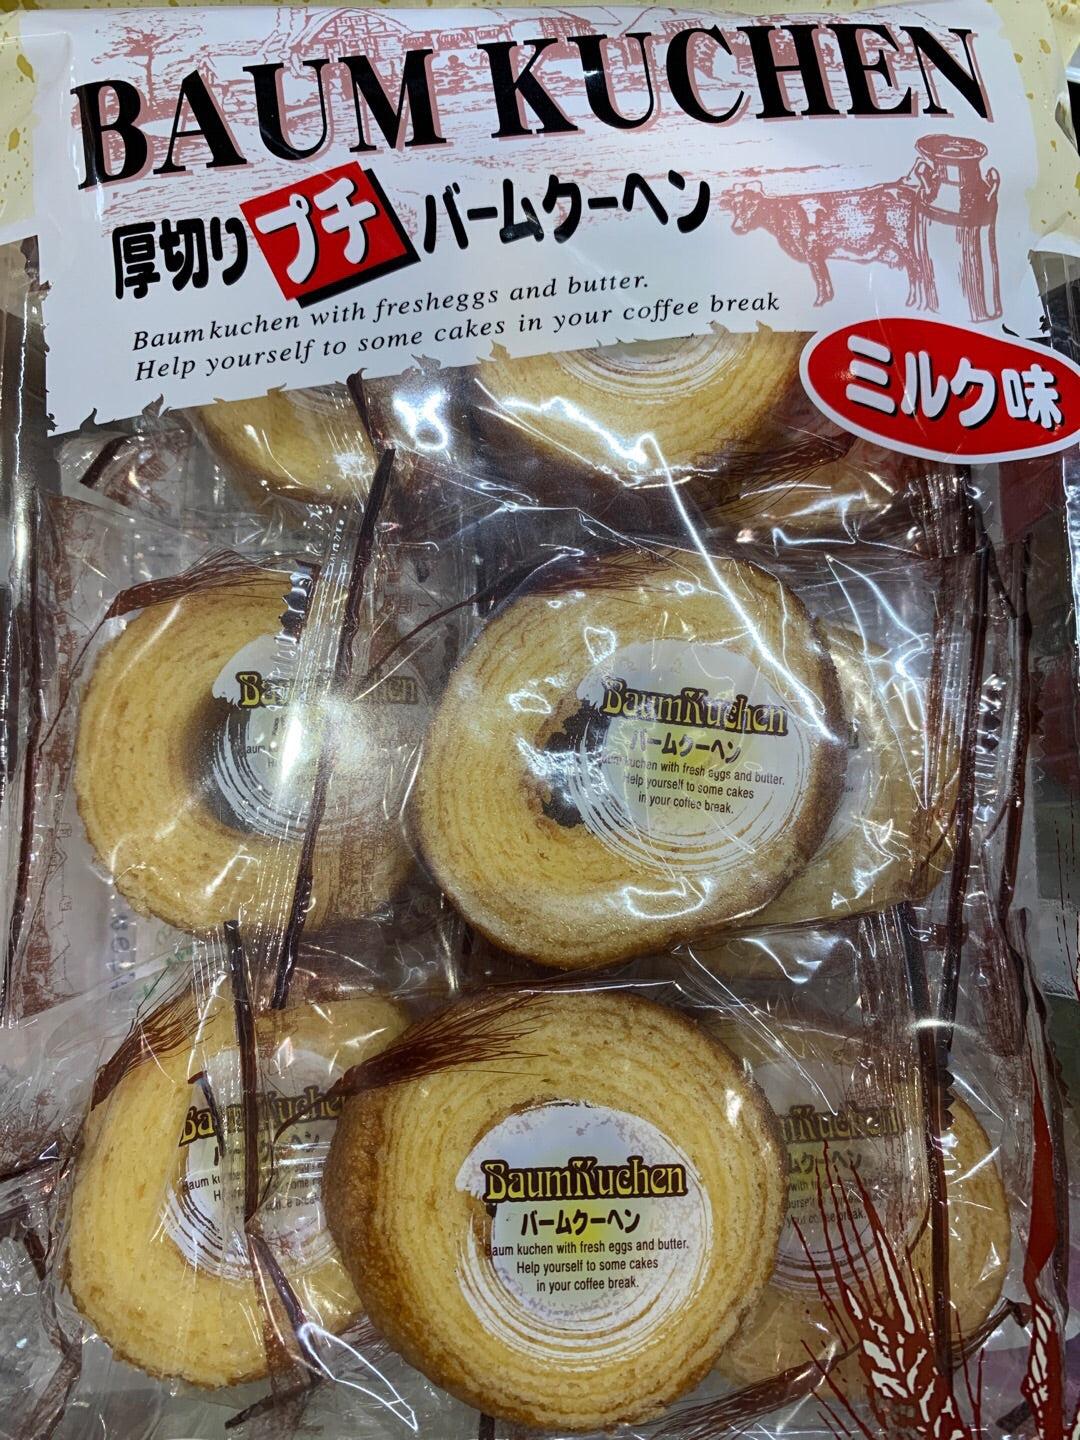 BAUM KUCHEN
厚切りプチバームクーヘン
Baumkuchen with fresheggs and butter.
Help yourself to some cakes in your coffee break
ミルク味
BaumKuchen
バームクーヘン
kuchen with fresh eggs and butter.
Help yourself to some cakes
in your coffee break.
BaumKuchen
バームクーヘン
Baum kuchen with fresh eggs and butter.
Help yourself to some cakes
in your coffee break.